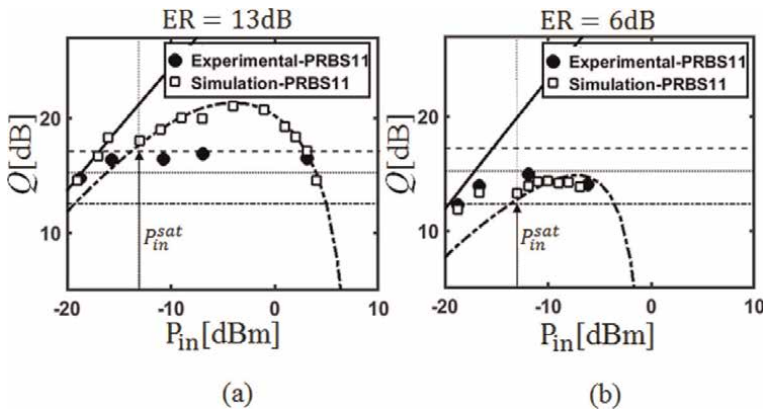 ER = 13dB
Experimental-PRBS11
Simulation-PRBS11
Q[dB]
20
10
P_in^sat
-20
-10
0
10
P_in[dBm]
(a)
ER = 6dB
Experimental-PRBS11
Simulation-PRBS11
Q[dB]
20
10
P_in^sat
-20
-10
0
10
P_in[dBm]
(b)